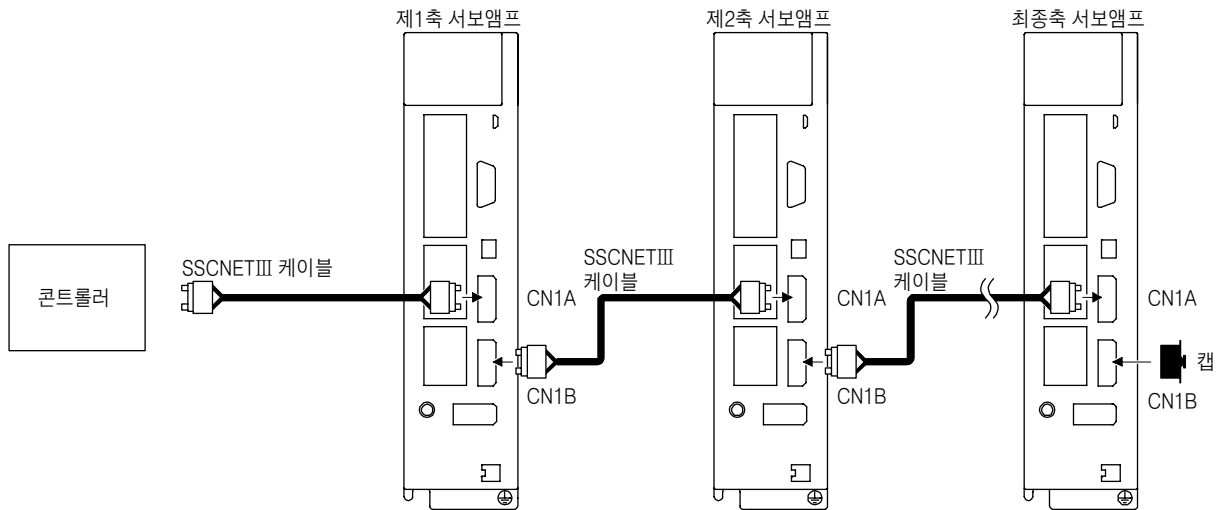 제1축 서보앰프
제2축 서보앰프
최종축 서보앰프
콘트롤러
SSCNETⅢ 케이블
CN1A
CN1B
SSCNETⅢ
케이블
CN1A
CN1B
SSCNETⅢ
케이블
CN1A
캡
CN1B